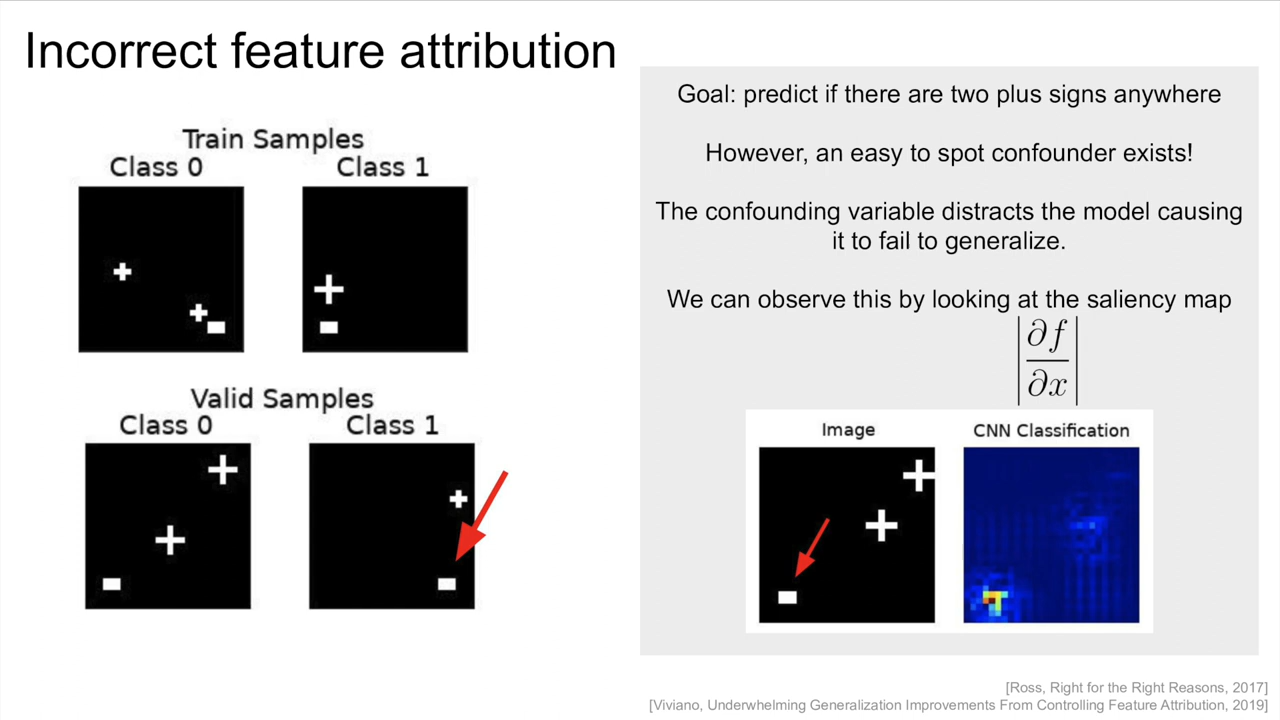 Incorrect feature attribution
Train Samples
Class 0
Class 1
Valid Samples
Class 0
Class 1
Goal: predict if there are two plus signs anywhere
However, an easy to spot confounder exists!
The confounding variable distracts the model causing
it to fail to generalize.
We can observe this by looking at the saliency map
|∂f/∂x|
Image
CNN Classification
[Ross, Right for the Right Reasons, 2017]
[Viviano, Underwhelming Generalization Improvements From Controlling Feature Attribution, 2019]